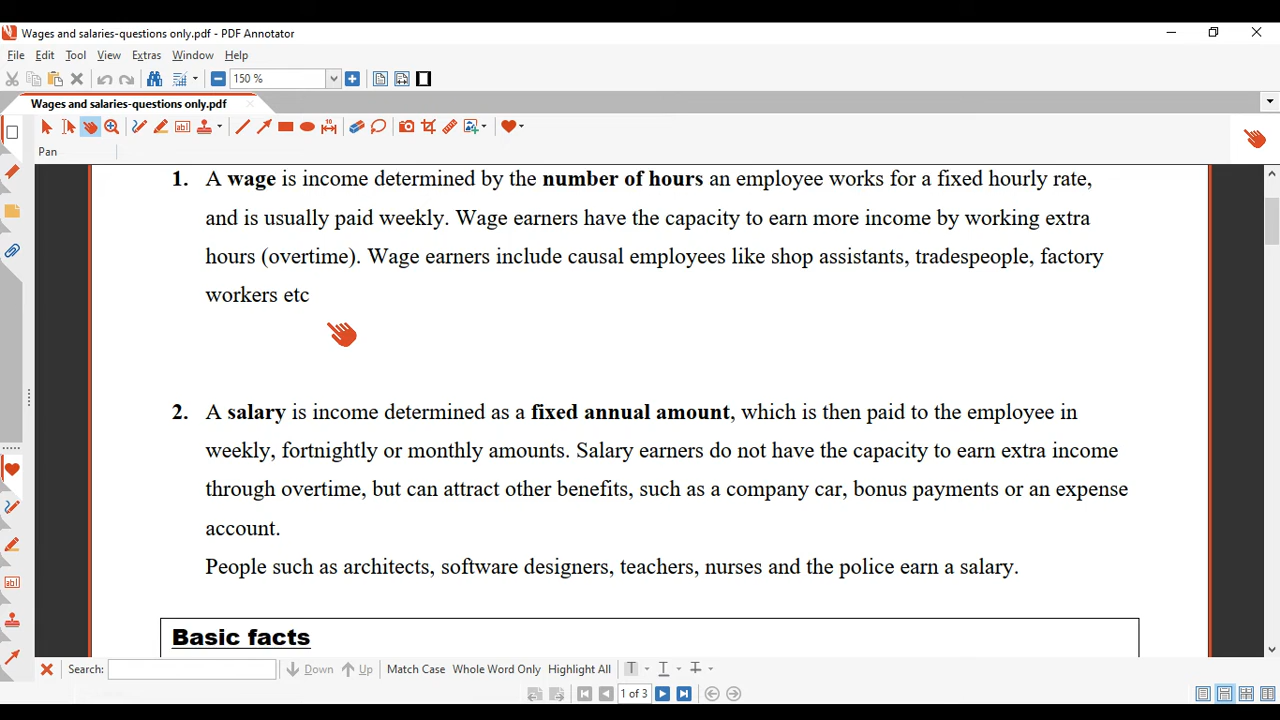 Wages and salaries-questions only.pdf - PDF Annotator
File Edit Tool View Extras Window Help
150 %
Wages and salaries-questions only.pdf
Pan
1. A wage is income determined by the number of hours an employee works for a fixed hourly rate,
and is usually paid weekly. Wage earners have the capacity to earn more income by working extra
hours (overtime). Wage earners include causal employees like shop assistants, tradespeople, factory
workers etc
2. A salary is income determined as a fixed annual amount, which is then paid to the employee in
weekly, fortnightly or monthly amounts. Salary earners do not have the capacity to earn extra income
through overtime, but can attract other benefits, such as a company car, bonus payments or an expense
account.
People such as architects, software designers, teachers, nurses and the police earn a salary.
Basic facts
Search: Down Up Match Case Whole Word Only Highlight All T T T
1 of 3